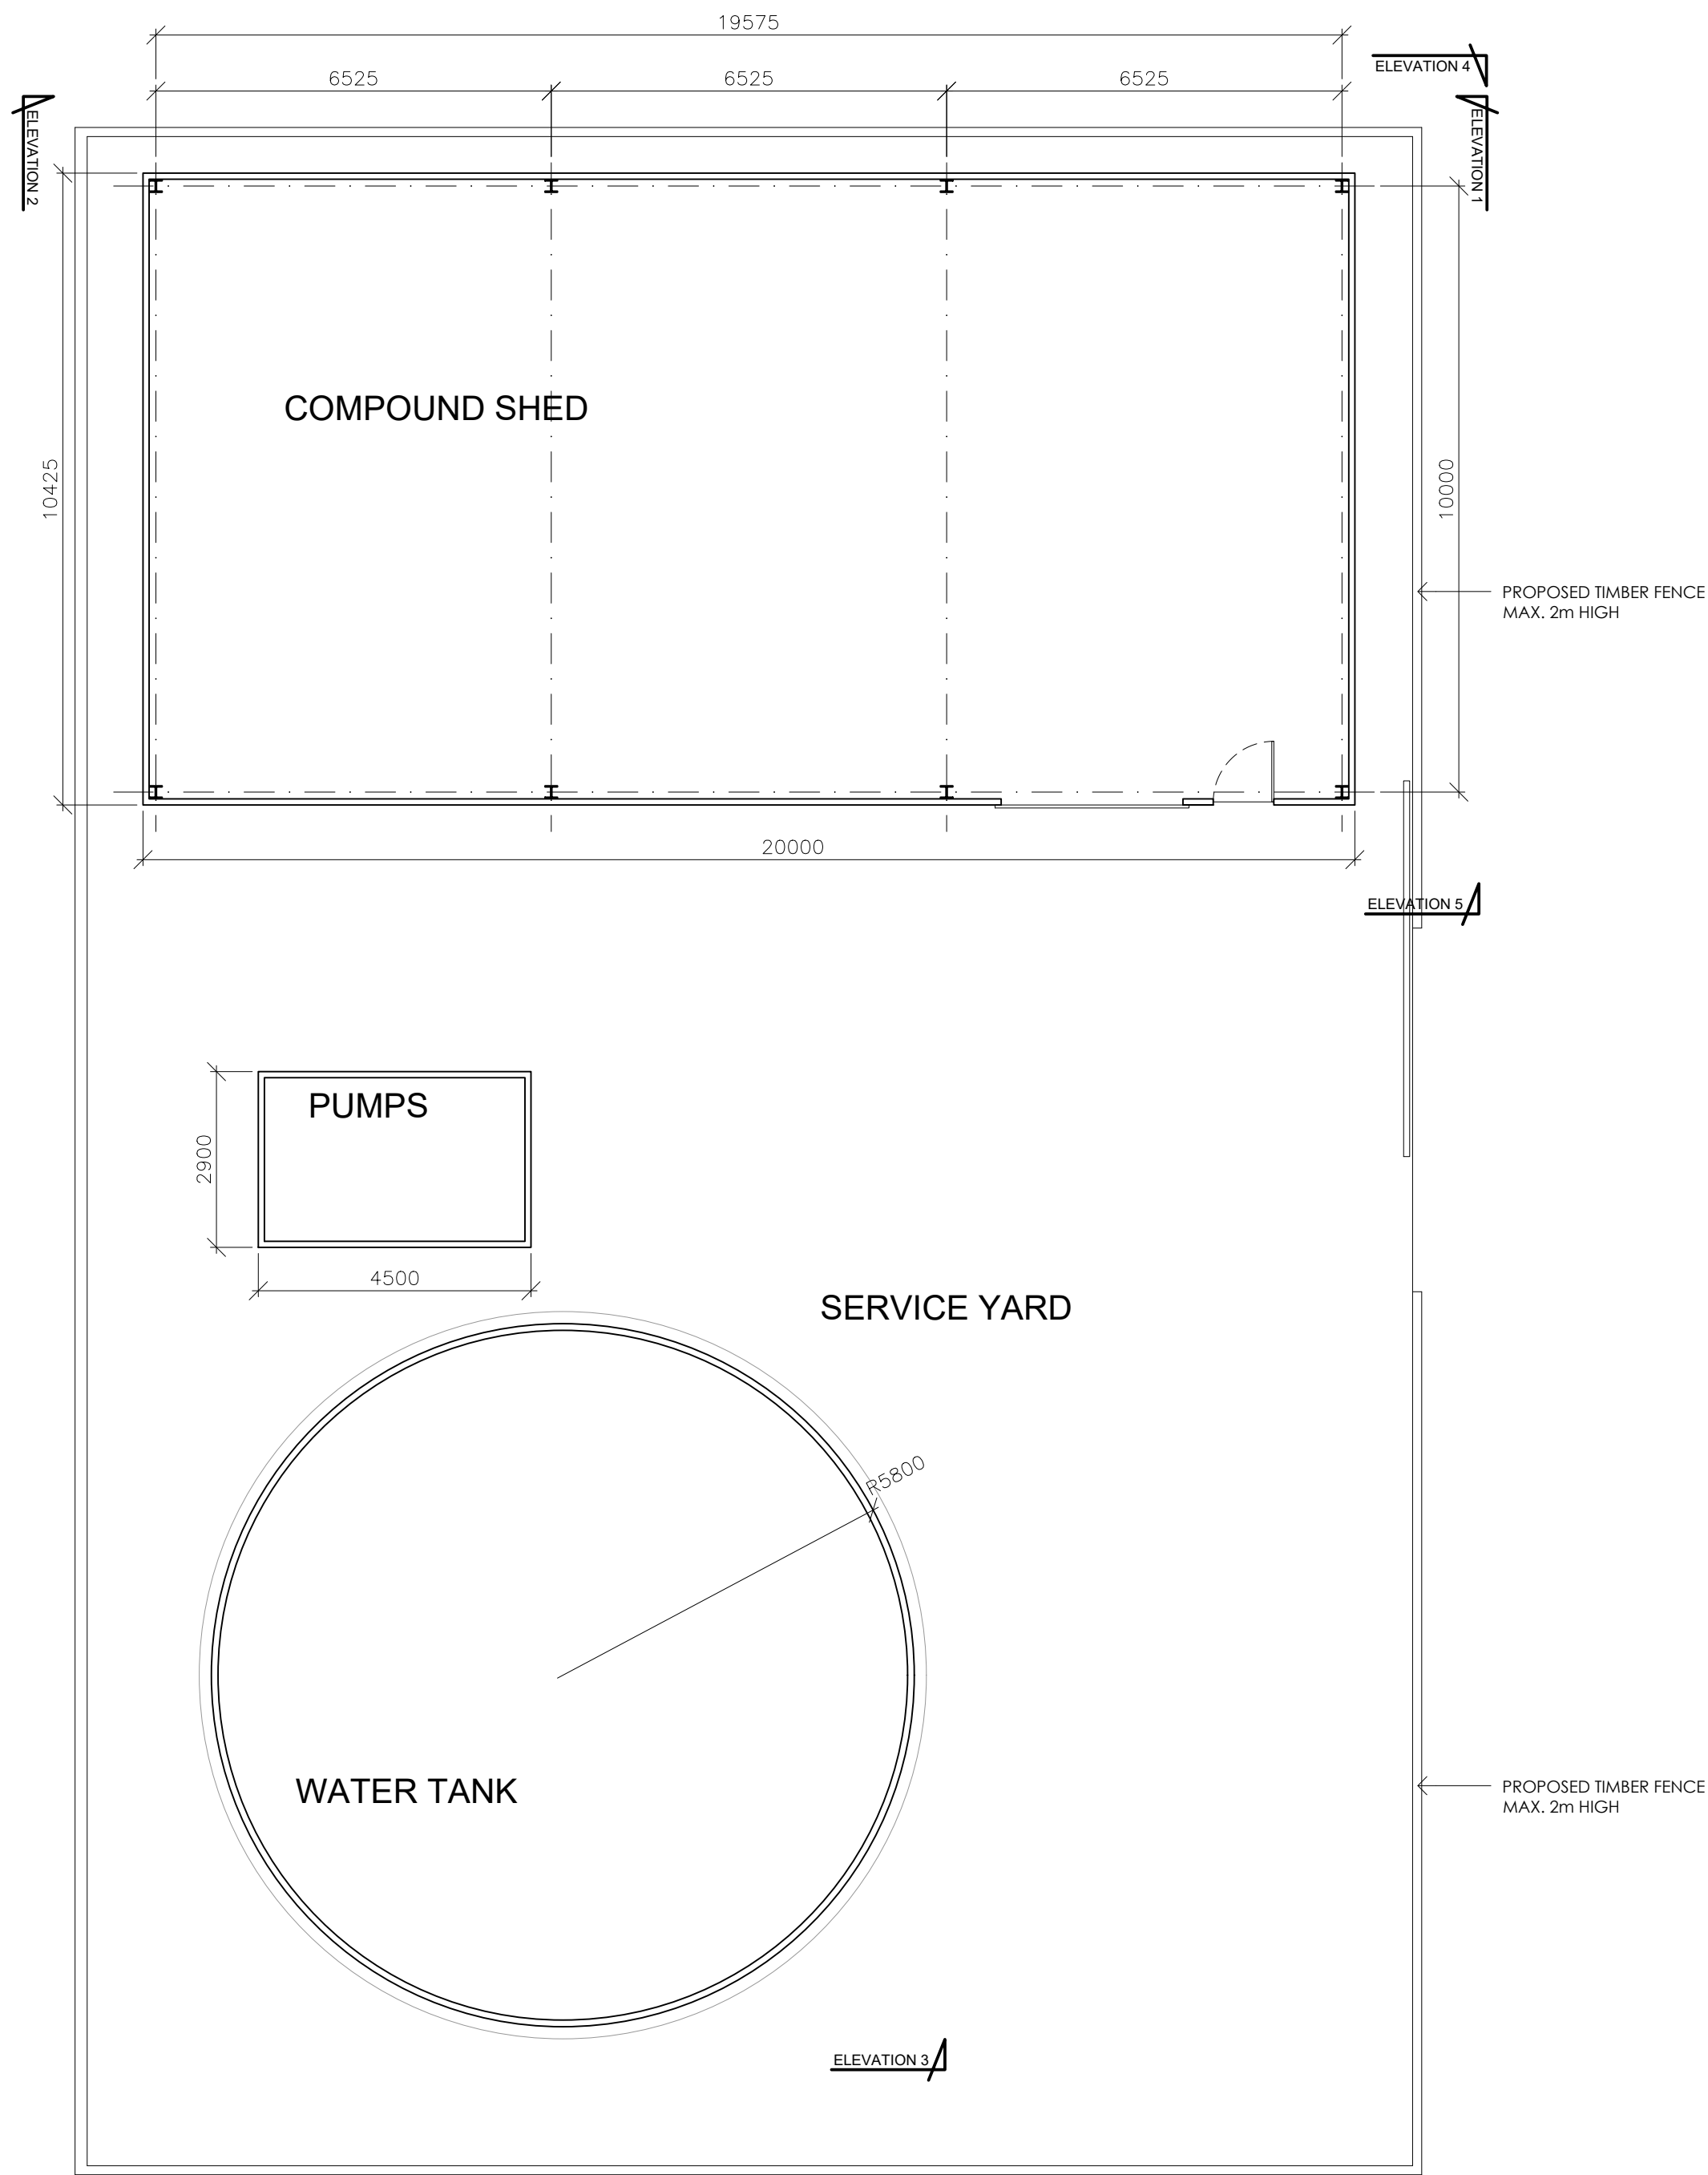 19575
6525
6525
6525
ELEVATION 4
ELEVATION 2
ELEVATION 1
COMPOUND SHED
10425
10000
PROPOSED TIMBER FENCE
MAX. 2m HIGH
20000
ELEVATION 5
PUMPS
2900
4500
SERVICE YARD
R5800
WATER TANK
PROPOSED TIMBER FENCE
MAX. 2m HIGH
ELEVATION 3